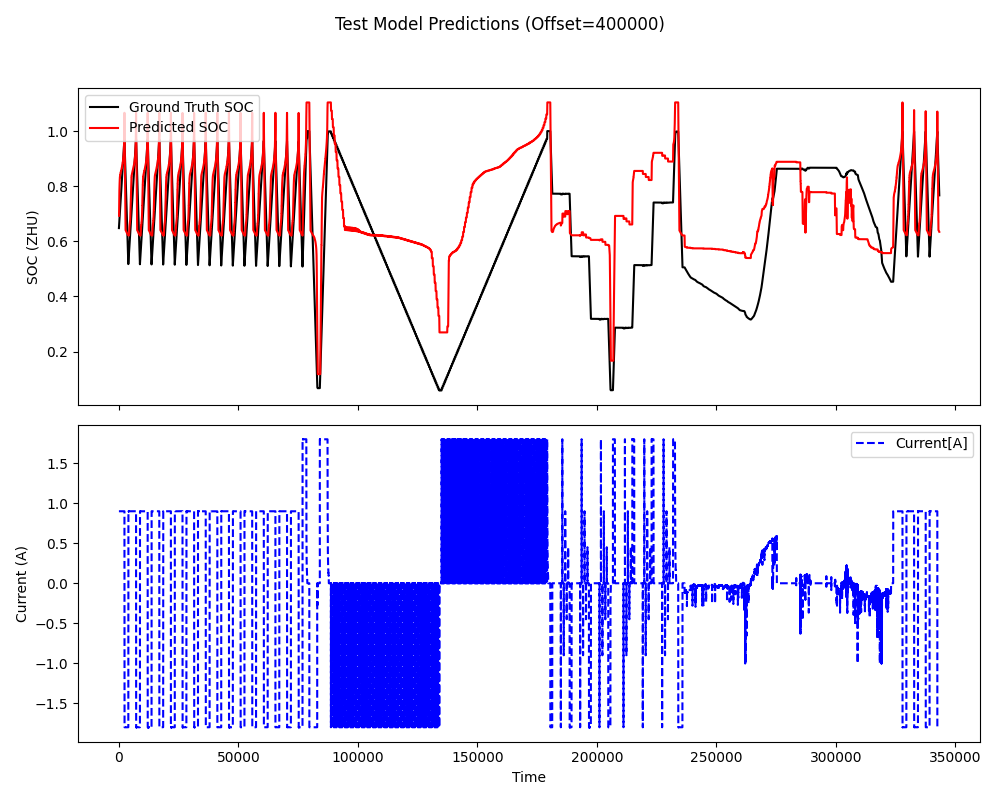 Test Model Predictions (Offset=400000)
Ground Truth SOC
Predicted SOC
SOC (ZHU)
1.0
0.8
0.6
0.4
0.2
Current[A]
Current (A)
1.5
1.0
0.5
0.0
−0.5
−1.0
−1.5
0
50000
100000
150000
200000
250000
300000
350000
Time